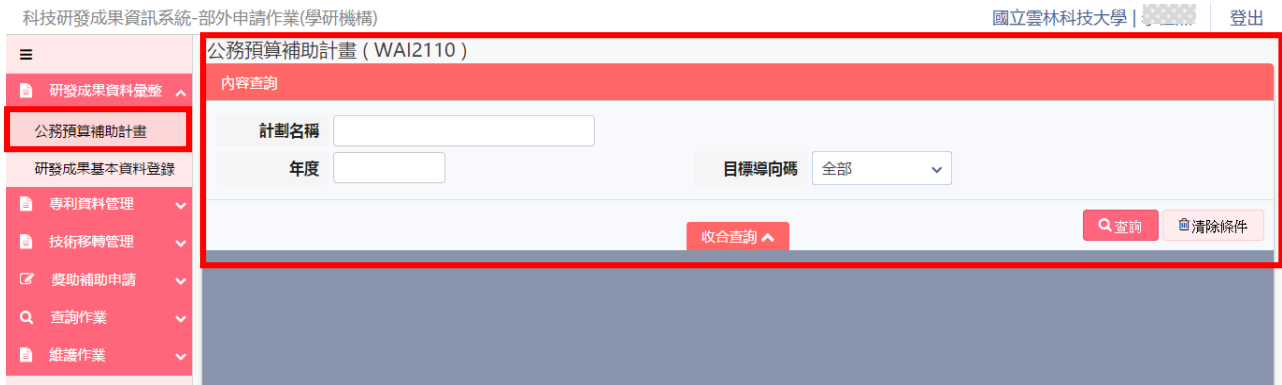 科技研發成果資訊系統-部外申請作業(學研機構)
國立雲林科技大學 | 登出
公務預算補助計畫 ( WAI2110 )
研發成果資料彙整
內容查詢
公務預算補助計畫
計劃名稱
研發成果基本資料登錄
年度 目標導向碼 全部
專利資料管理
技術移轉管理
收合查詢
查詢 清除條件
獎助補助申請
查詢作業
維護作業